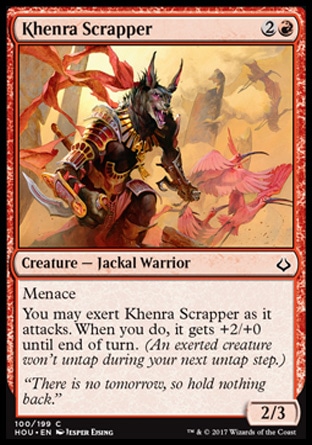 Khenra Scrapper 2
Creature — Jackal Warrior
Menace
You may exert Khenra Scrapper as it
attacks. When you do, it gets +2/+0
until end of turn. (An exerted creature
won't untap during your next untap step.)
"There is no tomorrow, so hold nothing
back."
2/3
100/199 C
HOU • EN Jesper Ejsing
™ & © 2017 Wizards of the Coast